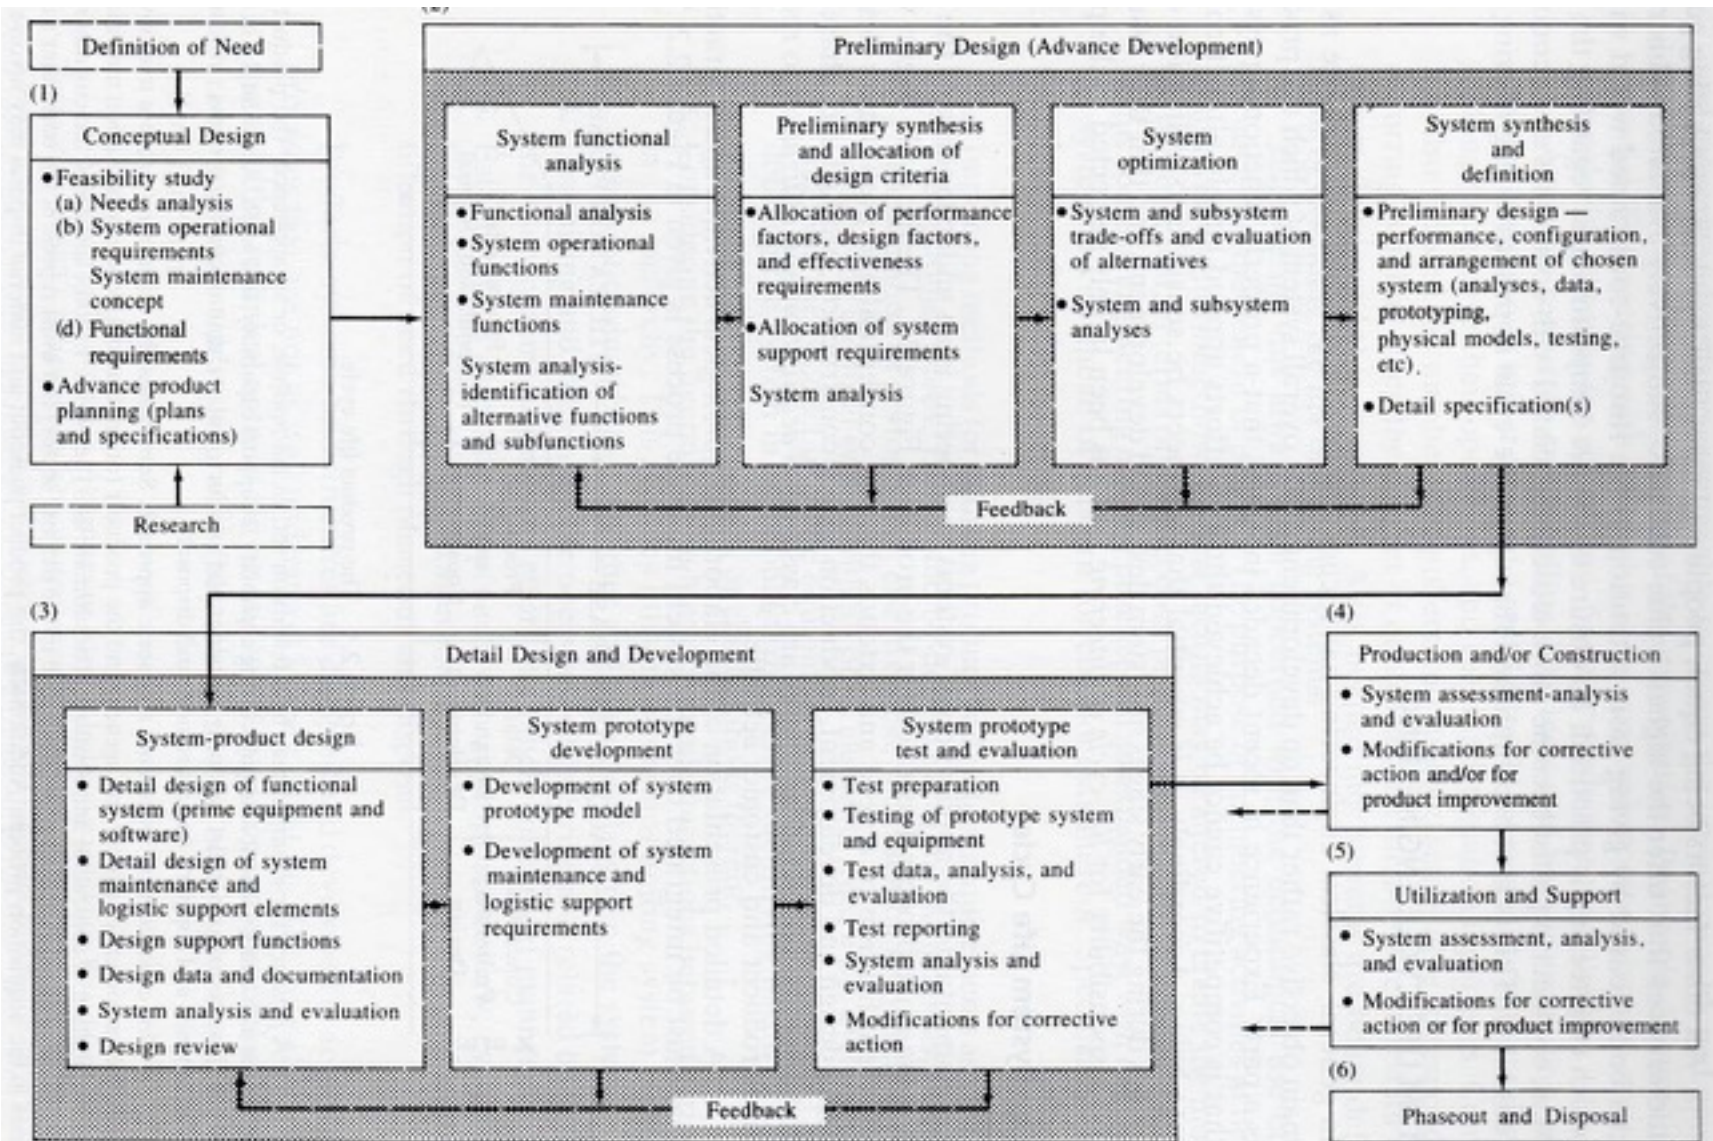 Definition of Need
(1)
Conceptual Design
●Feasibility study
(a) Needs analysis
(b) System operational
requirements
System maintenance
concept
(d) Functional
requirements
●Advance product
planning (plans
and specifications)
Research
(2)
Preliminary Design (Advance Development)
System functional
analysis
●Functional analysis
●System operational
functions
●System maintenance
functions
System analysis-
identification of
alternative functions
and subfunctions
Preliminary synthesis
and allocation of
design criteria
●Allocation of performance
factors, design factors,
and effectiveness
requirements
●Allocation of system
support requirements
System analysis
System
optimization
●System and subsystem
trade-offs and evaluation
of alternatives
●System and subsystem
analyses
System synthesis
and
definition
●Preliminary design —
performance, configuration,
and arrangement of chosen
system (analyses, data,
prototyping,
physical models, testing,
etc).
●Detail specification(s)
Feedback
(3)
Detail Design and Development
System-product design
● Detail design of functional
system (prime equipment and
software)
● Detail design of system
maintenance and
logistic support elements
● Design support functions
● Design data and documentation
● System analysis and evaluation
● Design review
System prototype
development
● Development of system
prototype model
● Development of system
maintenance and
logistic support
requirements
System prototype
test and evaluation
● Test preparation
● Testing of prototype system
and equipment
● Test data, analysis, and
evaluation
● Test reporting
● System analysis and
evaluation
● Modifications for corrective
action
Feedback
(4)
Production and/or Construction
● System assessment-analysis
and evaluation
● Modifications for corrective
action and/or for
product improvement
(5)
Utilization and Support
● System assessment, analysis,
and evaluation
● Modifications for corrective
action or for product improvement
(6)
Phaseout and Disposal